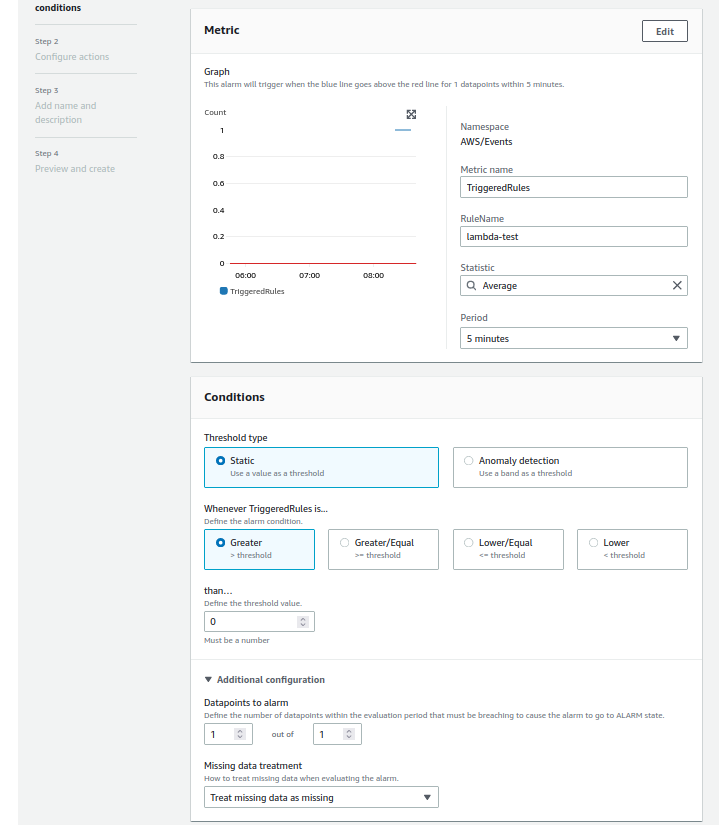 conditions
Step 2
Configure actions
Step 3
Add name and
description
Step 4
Preview and create
Metric
Edit
Graph
This alarm will trigger when the blue line goes above the red line for 1 datapoints within 5 minutes.
Count
1
0.8
0.6
0.4
0.2
0
06:00 07:00 08:00
TriggeredRules
Namespace
AWS/Events
Metric name
TriggeredRules
RuleName
lambda-test
Statistic
Average
Period
5 minutes
Conditions
Threshold type
Static
Use a value as a threshold
Anomaly detection
Use a band as a threshold
Whenever TriggeredRules is...
Define the alarm condition.
Greater
> threshold
Greater/Equal
>= threshold
Lower/Equal
<= threshold
Lower
< threshold
than...
Define the threshold value.
0
Must be a number
Additional configuration
Datapoints to alarm
Define the number of datapoints within the evaluation period that must be breaching to cause the alarm to go to ALARM state.
1 out of 1
Missing data treatment
How to treat missing data when evaluating the alarm.
Treat missing data as missing